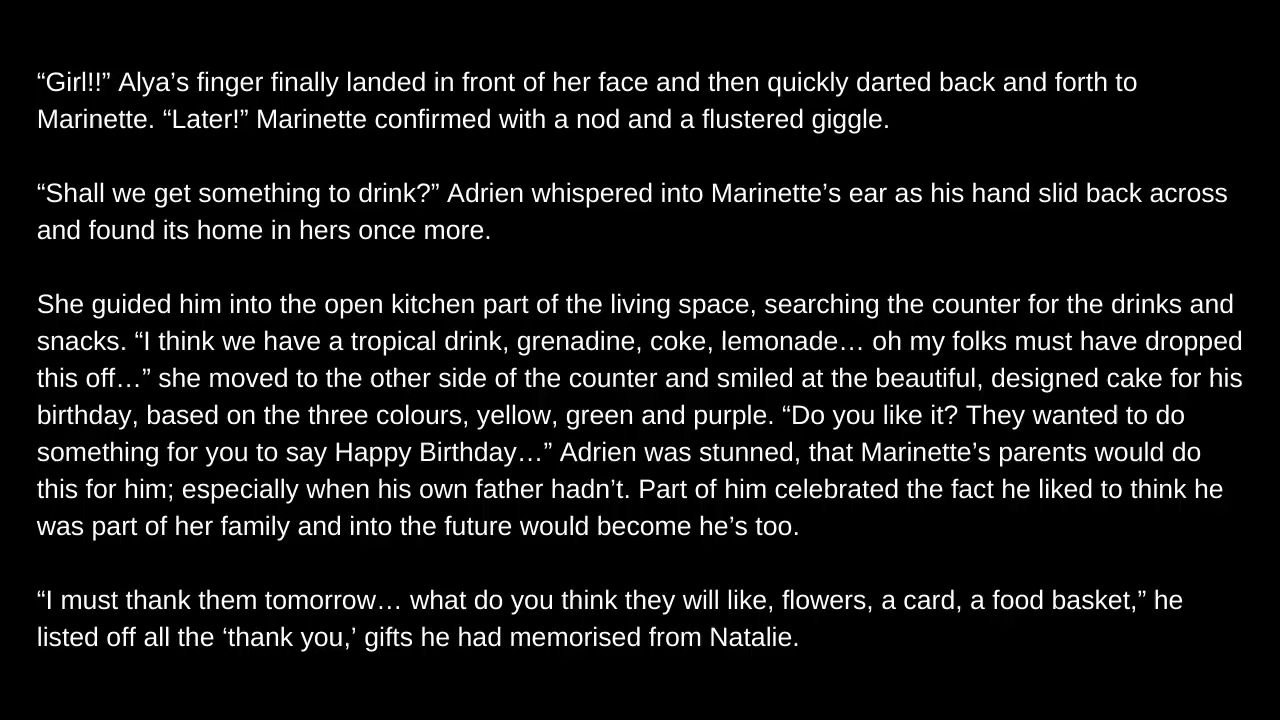 “Girl!!” Alya’s finger finally landed in front of her face and then quickly darted back and forth to
Marinette. “Later!” Marinette confirmed with a nod and a flustered giggle.
“Shall we get something to drink?” Adrien whispered into Marinette’s ear as his hand slid back across
and found its home in hers once more.
She guided him into the open kitchen part of the living space, searching the counter for the drinks and
snacks. “I think we have a tropical drink, grenadine, coke, lemonade… oh my folks must have dropped
this off…” she moved to the other side of the counter and smiled at the beautiful, designed cake for his
birthday, based on the three colours, yellow, green and purple. “Do you like it? They wanted to do
something for you to say Happy Birthday…” Adrien was stunned, that Marinette’s parents would do
this for him; especially when his own father hadn’t. Part of him celebrated the fact he liked to think he
was part of her family and into the future would become he’s too.
“I must thank them tomorrow… what do you think they will like, flowers, a card, a food basket,” he
listed off all the ‘thank you,’ gifts he had memorised from Natalie.